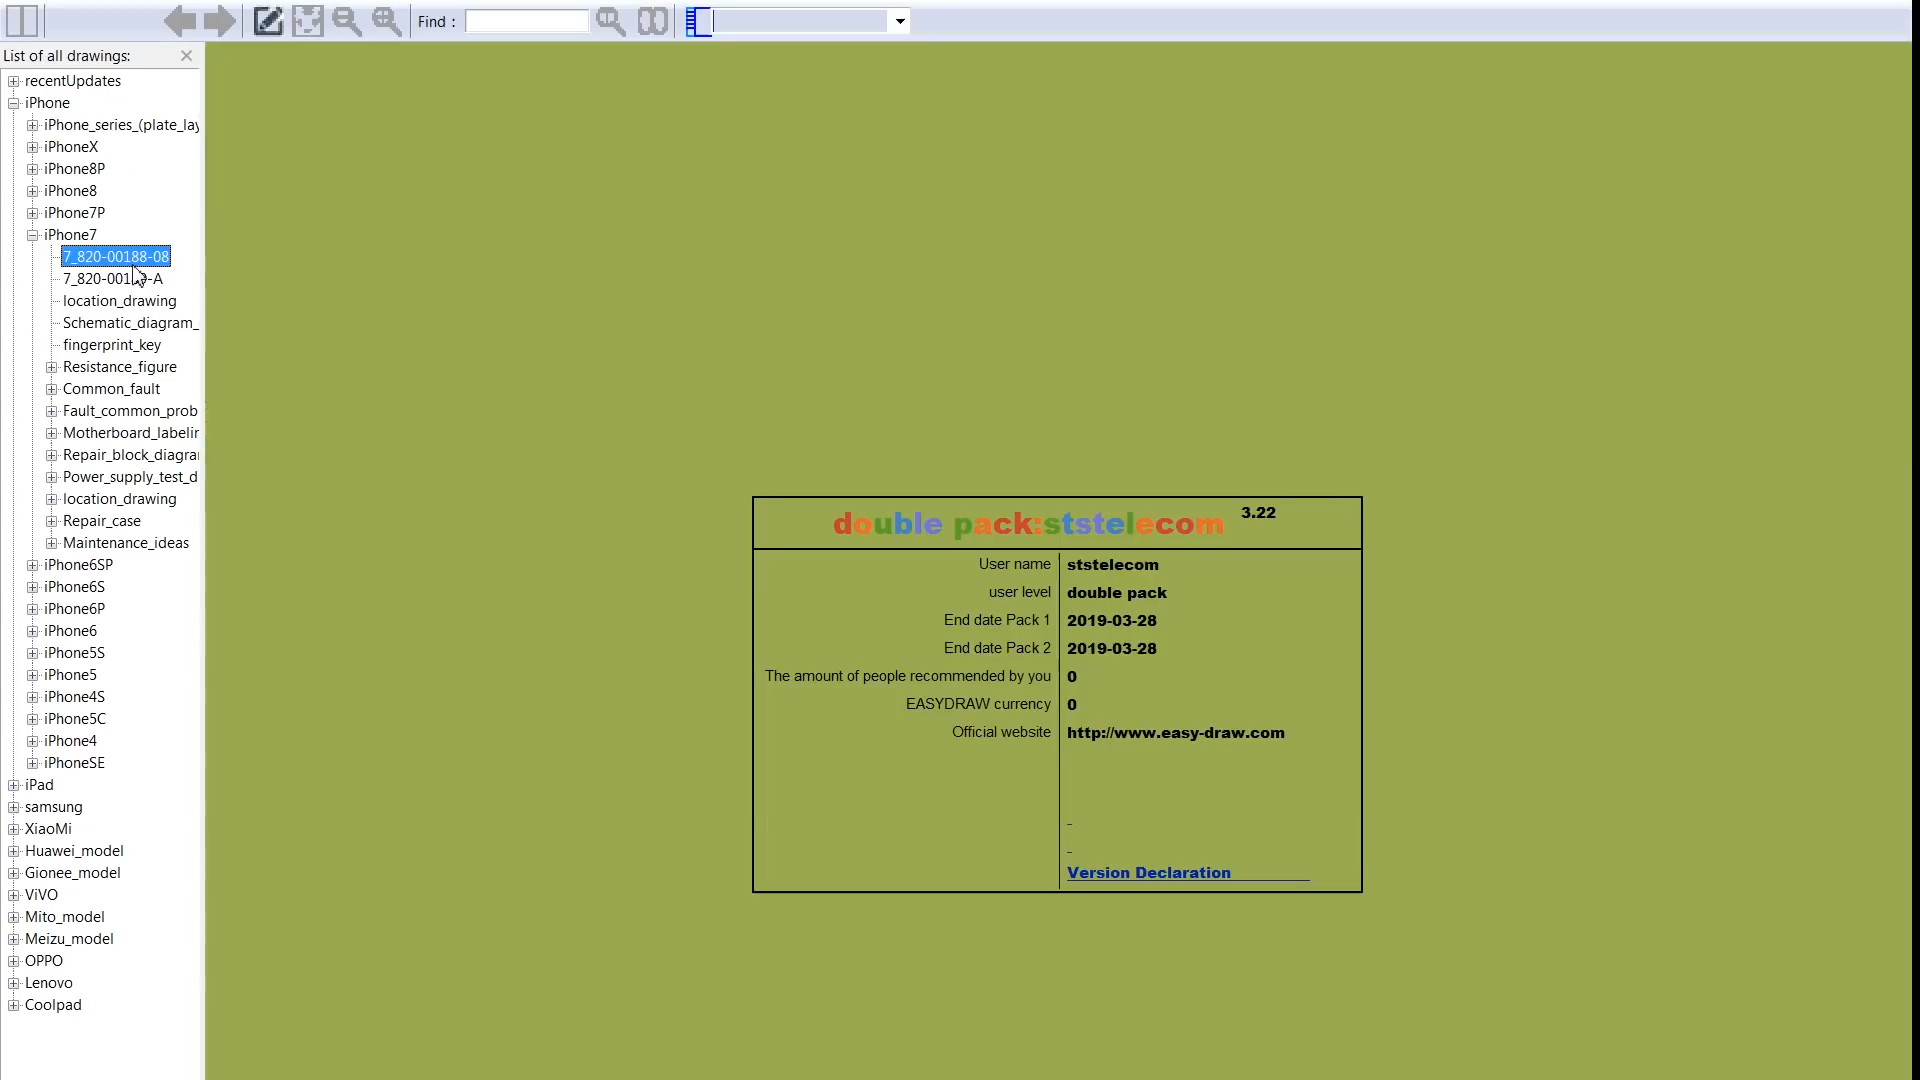 Find :
List of all drawings:
recentUpdates
iPhone
iPhone_series_(plate_lay
iPhoneX
iPhone8P
iPhone8
iPhone7P
iPhone7
7_820-00188-08
location_drawing
Schematic_diagram_
fingerprint_key
Resistance_figure
Common_fault
Fault_common_prob
Motherboard_labelin
Repair_block_diagra
Power_supply_test_d
location_drawing
Repair_case
Maintenance_ideas
iPhone6SP
iPhone6S
iPhone6P
iPhone6
iPhone5S
iPhone5
iPhone4S
iPhone5C
iPhone4
iPhoneSE
iPad
samsung
XiaoMi
Huawei_model
Gionee_model
ViVO
Mito_model
Meizu_model
OPPO
Lenovo
Coolpad
double pack:ststelecom 3.22
User name ststelecom
user level double pack
End date Pack 1 2019-03-28
End date Pack 2 2019-03-28
The amount of people recommended by you 0
EASYDRAW currency 0
Official website http://www.easy-draw.com
-
-
Version Declaration